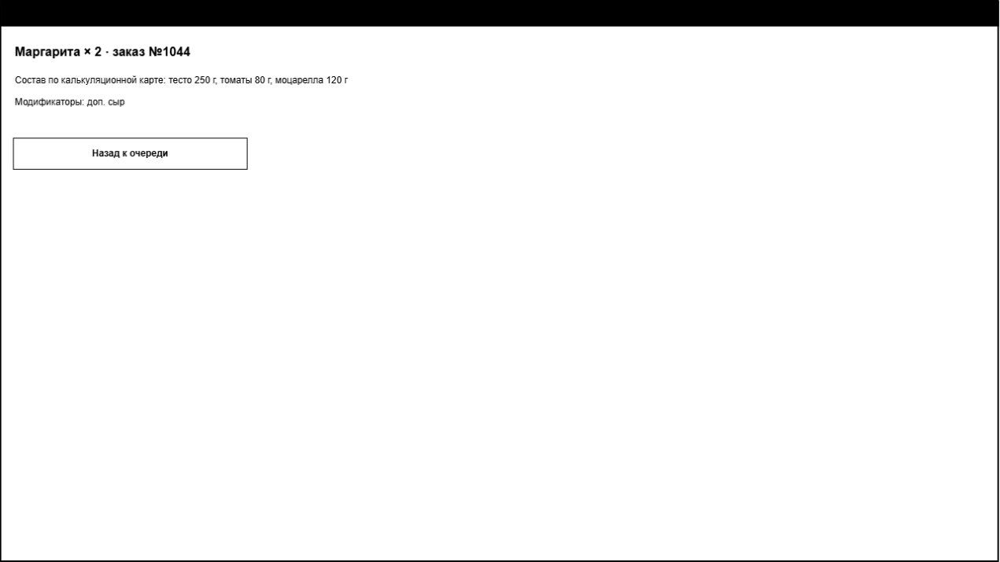 Маргарита × 2 · заказ №1044
Состав по калькуляционной карте: тесто 250 г, томаты 80 г, моцарелла 120 г
Модификаторы: доп. сыр
Назад к очереди